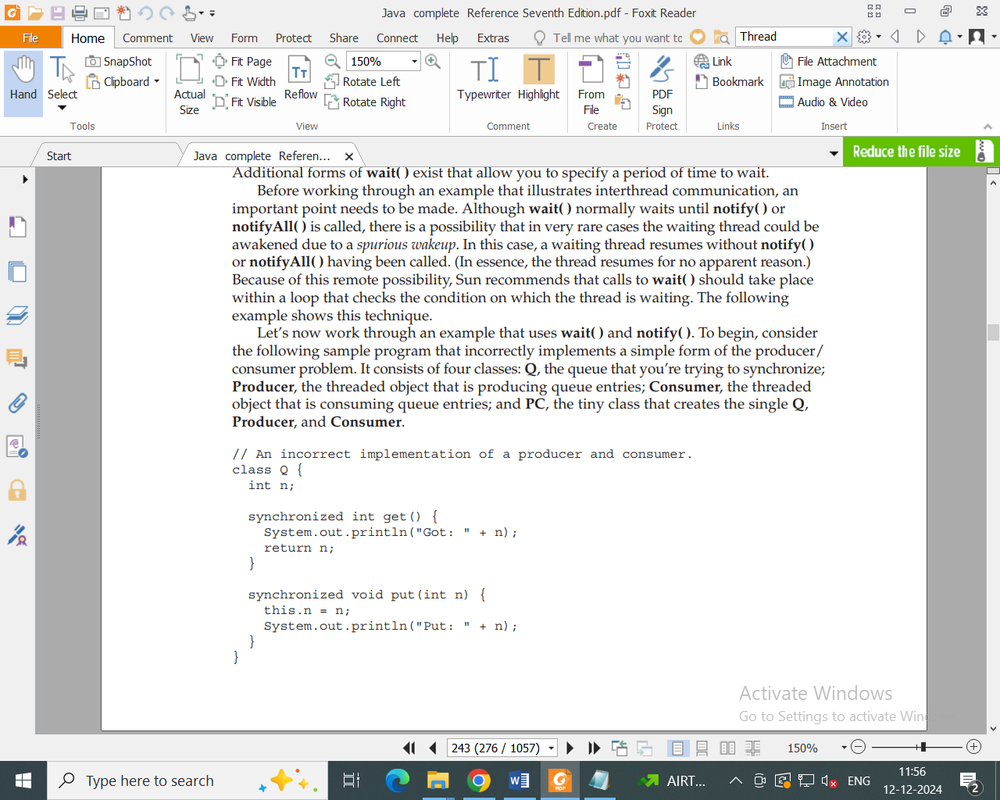 Java complete Reference Seventh Edition.pdf - Foxit Reader
File Home Comment View Form Protect Share Connect Help Extras Tell me what you want to Thread
Hand
Select
SnapShot
Clipboard
Tools
Actual Size
Fit Page
Fit Width
Fit Visible
Reflow
150%
Rotate Left
Rotate Right
View
Typewriter
Highlight
Comment
From File
Create
PDF Sign
Protect
Link
Bookmark
Links
File Attachment
Image Annotation
Audio & Video
Insert
Start
Java complete Referen...
Reduce the file size
Additional forms of wait( ) exist that allow you to specify a period of time to wait.
Before working through an example that illustrates interthread communication, an
important point needs to be made. Although wait( ) normally waits until notify( ) or
notifyAll( ) is called, there is a possibility that in very rare cases the waiting thread could be
awakened due to a spurious wakeup. In this case, a waiting thread resumes without notify( )
or notifyAll( ) having been called. (In essence, the thread resumes for no apparent reason.)
Because of this remote possibility, Sun recommends that calls to wait( ) should take place
within a loop that checks the condition on which the thread is waiting. The following
example shows this technique.
Let's now work through an example that uses wait( ) and notify( ). To begin, consider
the following sample program that incorrectly implements a simple form of the producer/
consumer problem. It consists of four classes: Q, the queue that you're trying to synchronize;
Producer, the threaded object that is producing queue entries; Consumer, the threaded
object that is consuming queue entries; and PC, the tiny class that creates the single Q,
Producer, and Consumer.
// An incorrect implementation of a producer and consumer.
class Q {
int n;
synchronized int get() {
System.out.println("Got: " + n);
return n;
}
synchronized void put(int n) {
this.n = n;
System.out.println("Put: " + n);
}
}
Activate Windows
Go to Settings to activate Windows
243 (276 / 1057)
150%
Type here to search
AIRT...
ENG
11:56
12-12-2024
2